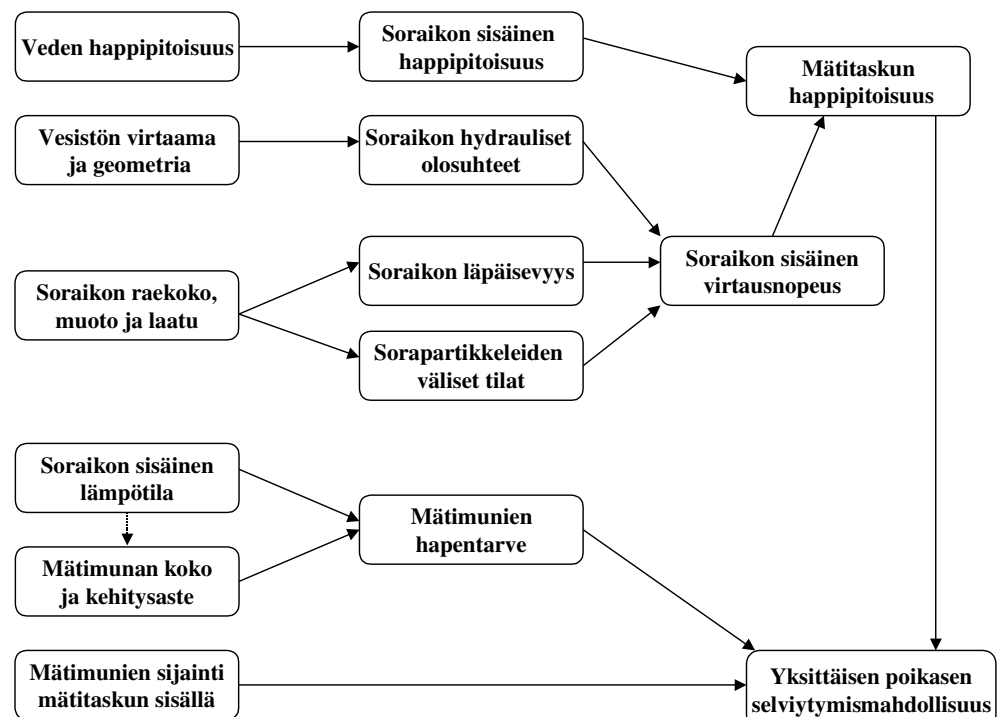 Veden happipitoisuus
Soraikon sisäinen
happipitoisuus
Mätitaskun
happipitoisuus
Vesistön virtaama
ja geometria
Soraikon hydrauliset
olosuhteet
Soraikon raekoko,
muoto ja laatu
Soraikon läpäisevyys
Soraikon sisäinen
virtausnopeus
Sorapartikkeleiden
väliset tilat
Soraikon sisäinen
lämpötila
Mätimunien
hapentarve
Mätimunan koko
ja kehitysaste
Mätimunien sijainti
mätitaskun sisällä
Yksittäisen poikasen
selviytymismahdollisuus